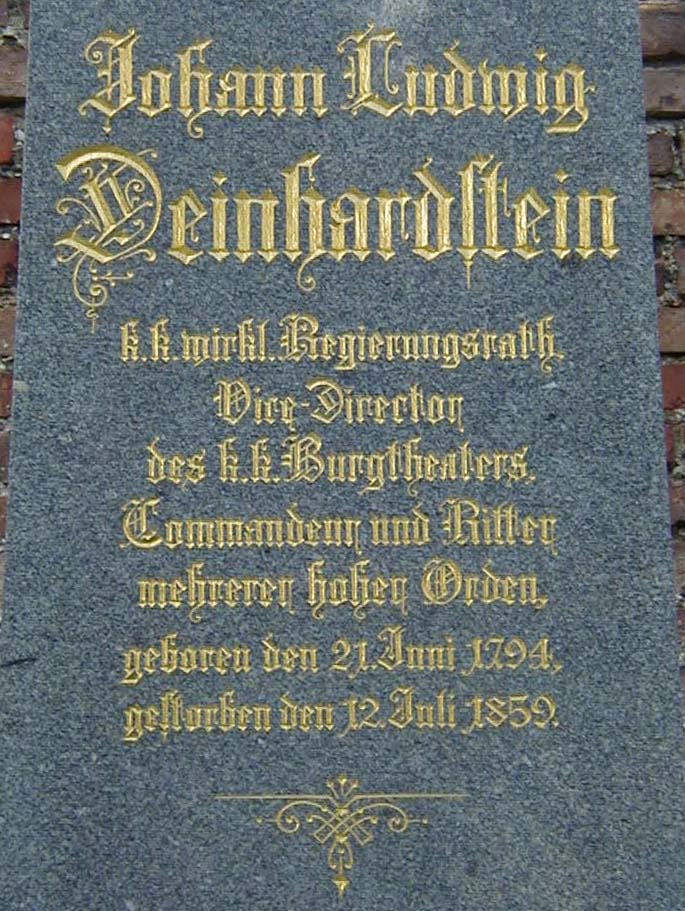 Johann Ludwig
Deinhardstein
k.k.wirkl.Regierungsrath,
Vice-Director
des k.k.Burgtheaters,
Commandeur und Ritter
mehrerer hoher Orden,
geboren den 21.Juni 1794,
gestorben den 12.Juli 1859.